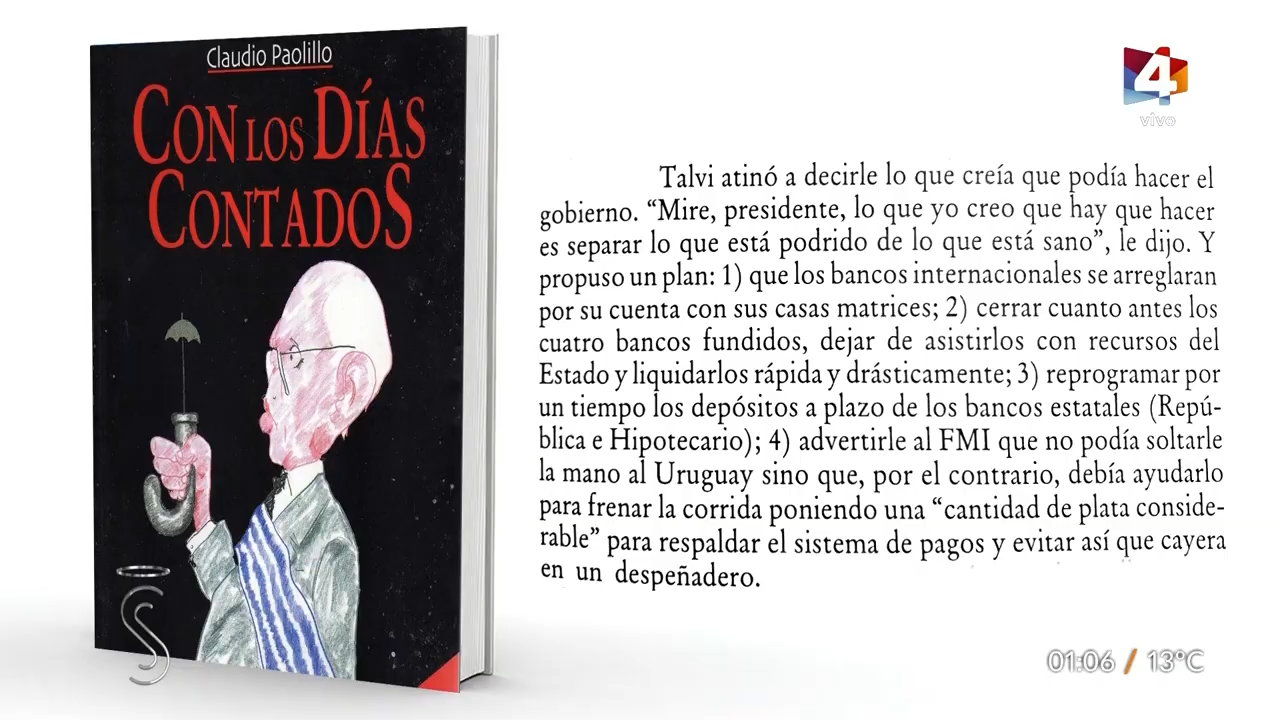 Claudio Paolillo
CON LOS DÍAS
CONTADOS
4
vivo
Talvi atinó a decirle lo que creía que podía hacer el
gobierno. “Mire, presidente, lo que yo creo que hay que hacer
es separar lo que está podrido de lo que está sano”, le dijo. Y
propuso un plan: 1) que los bancos internacionales se arreglaran
por su cuenta con sus casas matrices; 2) cerrar cuanto antes los
cuatro bancos fundidos, dejar de asistirlos con recursos del
Estado y liquidarlos rápida y drásticamente; 3) reprogramar por
un tiempo los depósitos a plazo de los bancos estatales (Repú-
blica e Hipotecario); 4) advertirle al FMI que no podía soltarle
la mano al Uruguay sino que, por el contrario, debía ayudarlo
para frenar la corrida poniendo una “cantidad de plata conside-
rable” para respaldar el sistema de pagos y evitar así que cayera
en un despeñadero.
S
01:06 / 13°C